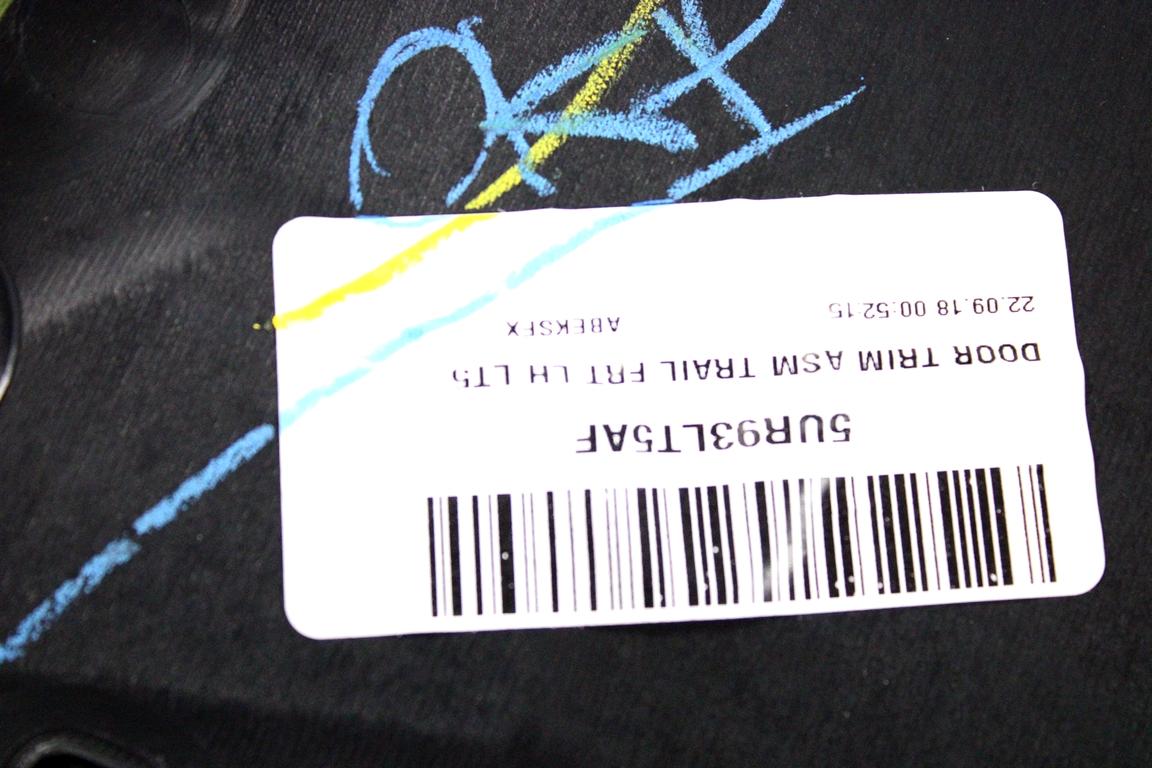 5UR93LT5AF
DOOR TRIM ASM TRAIL FRT LH LT5
22.09.18 00:52:15 ABEKSFX